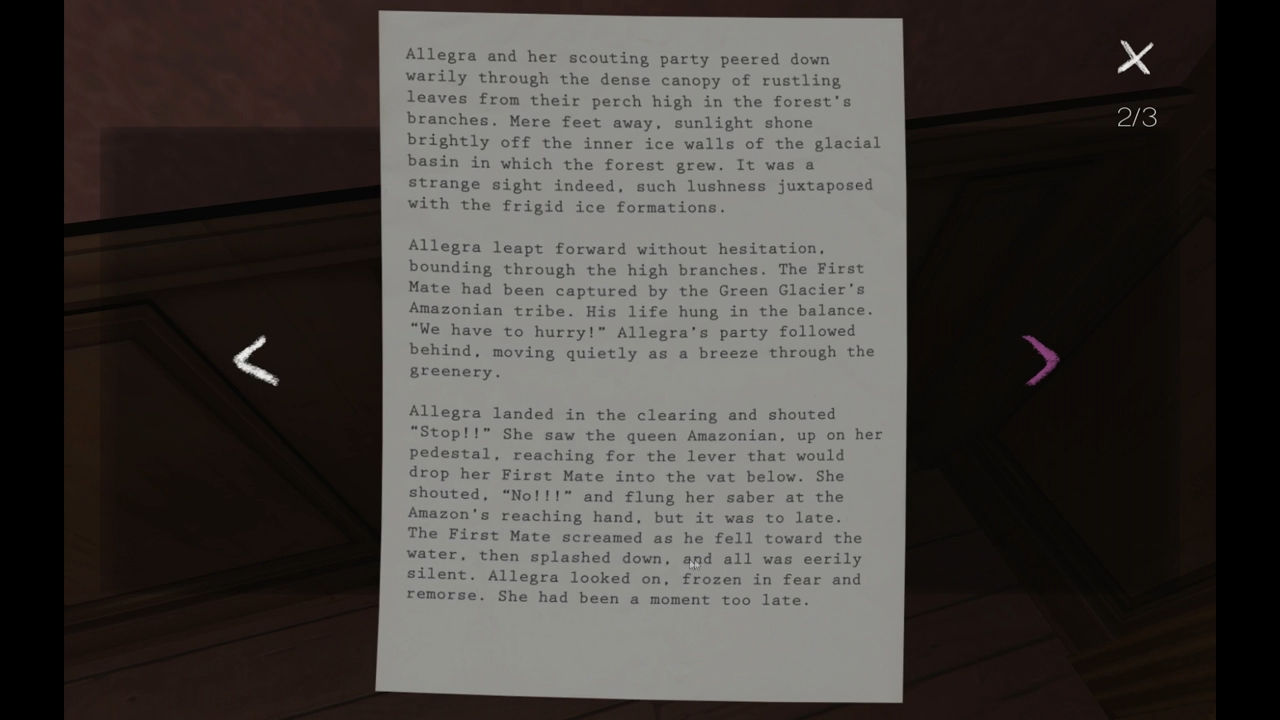 Allegra and her scouting party peered down
warily through the dense canopy of rustling
leaves from their perch high in the forest's
branches. Mere feet away, sunlight shone
brightly off the inner ice walls of the glacial
basin in which the forest grew. It was a
strange sight indeed, such lushness juxtaposed
with the frigid ice formations.
Allegra leapt forward without hesitation,
bounding through the high branches. The First
Mate had been captured by the Green Glacier's
Amazonian tribe. His life hung in the balance.
“We have to hurry!” Allegra's party followed
behind, moving quietly as a breeze through the
greenery.
Allegra landed in the clearing and shouted
“Stop!!” She saw the queen Amazonian, up on her
pedestal, reaching for the lever that would
drop her First Mate into the vat below. She
shouted, “No!!!” and flung her saber at the
Amazon's reaching hand, but it was to late.
The First Mate screamed as he fell toward the
water, then splashed down, and all was eerily
silent. Allegra looked on, frozen in fear and
remorse. She had been a moment too late.
2/3